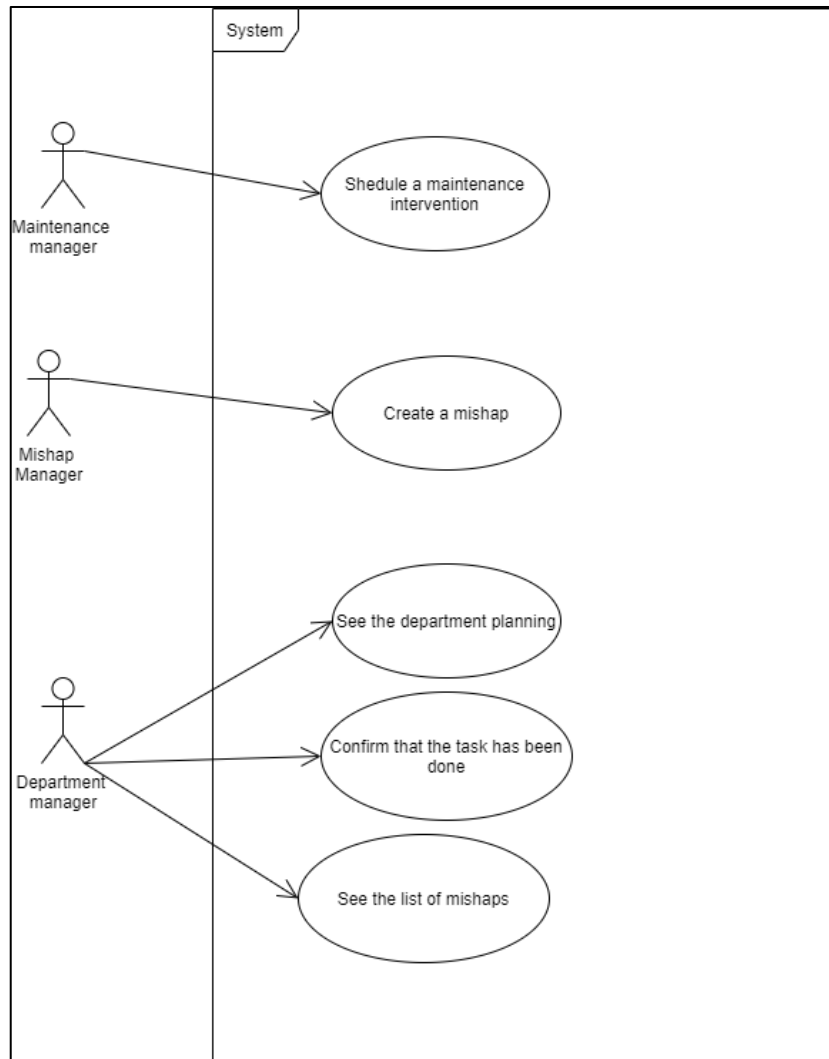 System
Shedule a maintenance
intervention
Maintenance
manager
Create a mishap
Mishap
Manager
See the department planning
Confirm that the task has been
done
Department
manager
See the list of mishaps